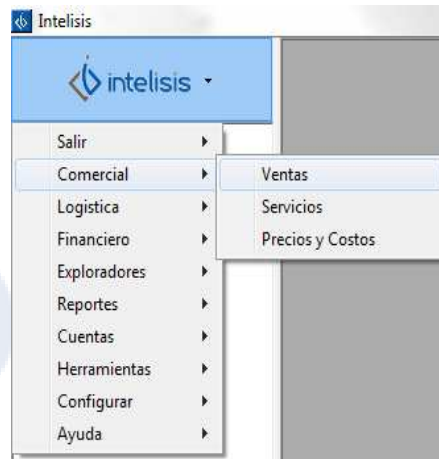 Intelisis
intelisis
Salir
Comercial
Logistica
Financiero
Exploradores
Reportes
Cuentas
Herramientas
Configurar
Ayuda
Ventas
Servicios
Precios y Costos